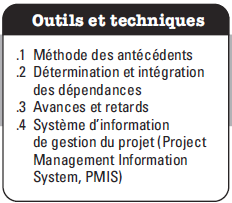 Outils et techniques
.1 Méthode des antécédents
.2 Détermination et intégration
des dépendances
.3 Avances et retards
.4 Système d'information
de gestion du projet (Project
Management Information
System, PMIS)